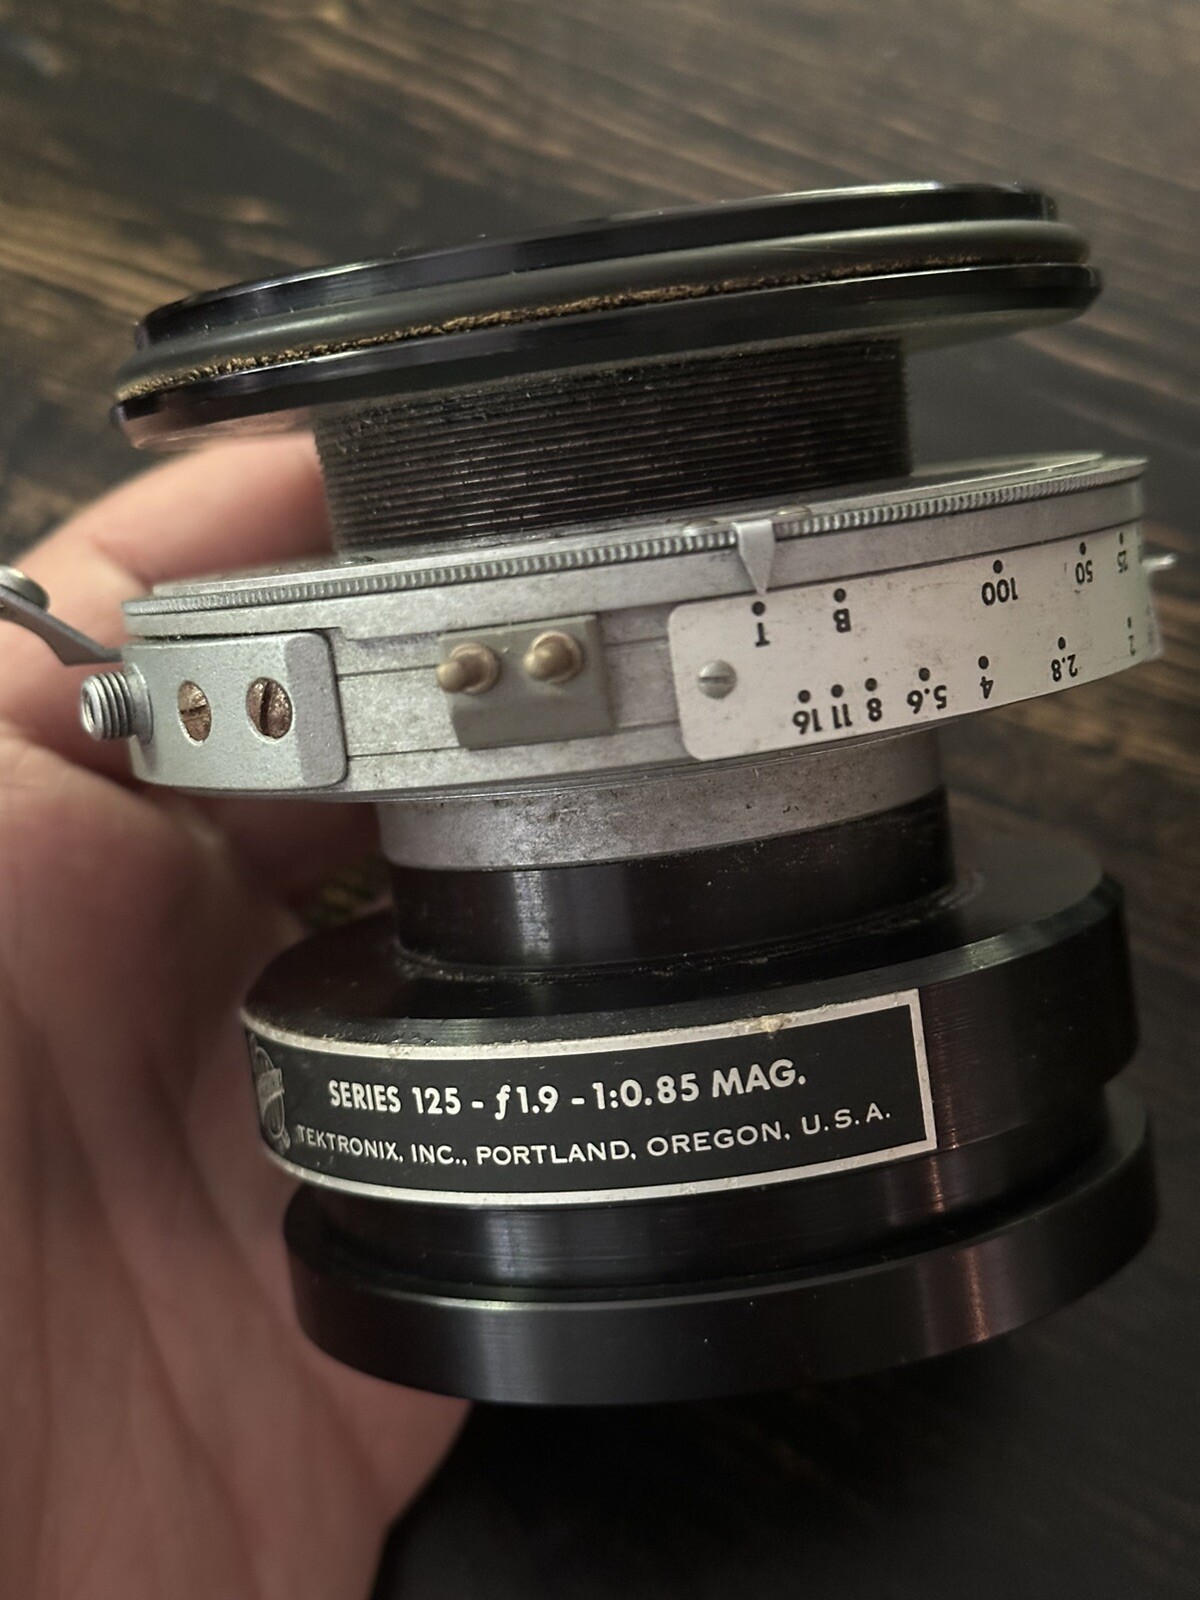 T B 100 50 25
16 11 8 5.6 4 2.8 2
SERIES 125 - ƒ1.9 - 1:0.85 MAG.
TEKTRONIX, INC., PORTLAND, OREGON, U.S.A.